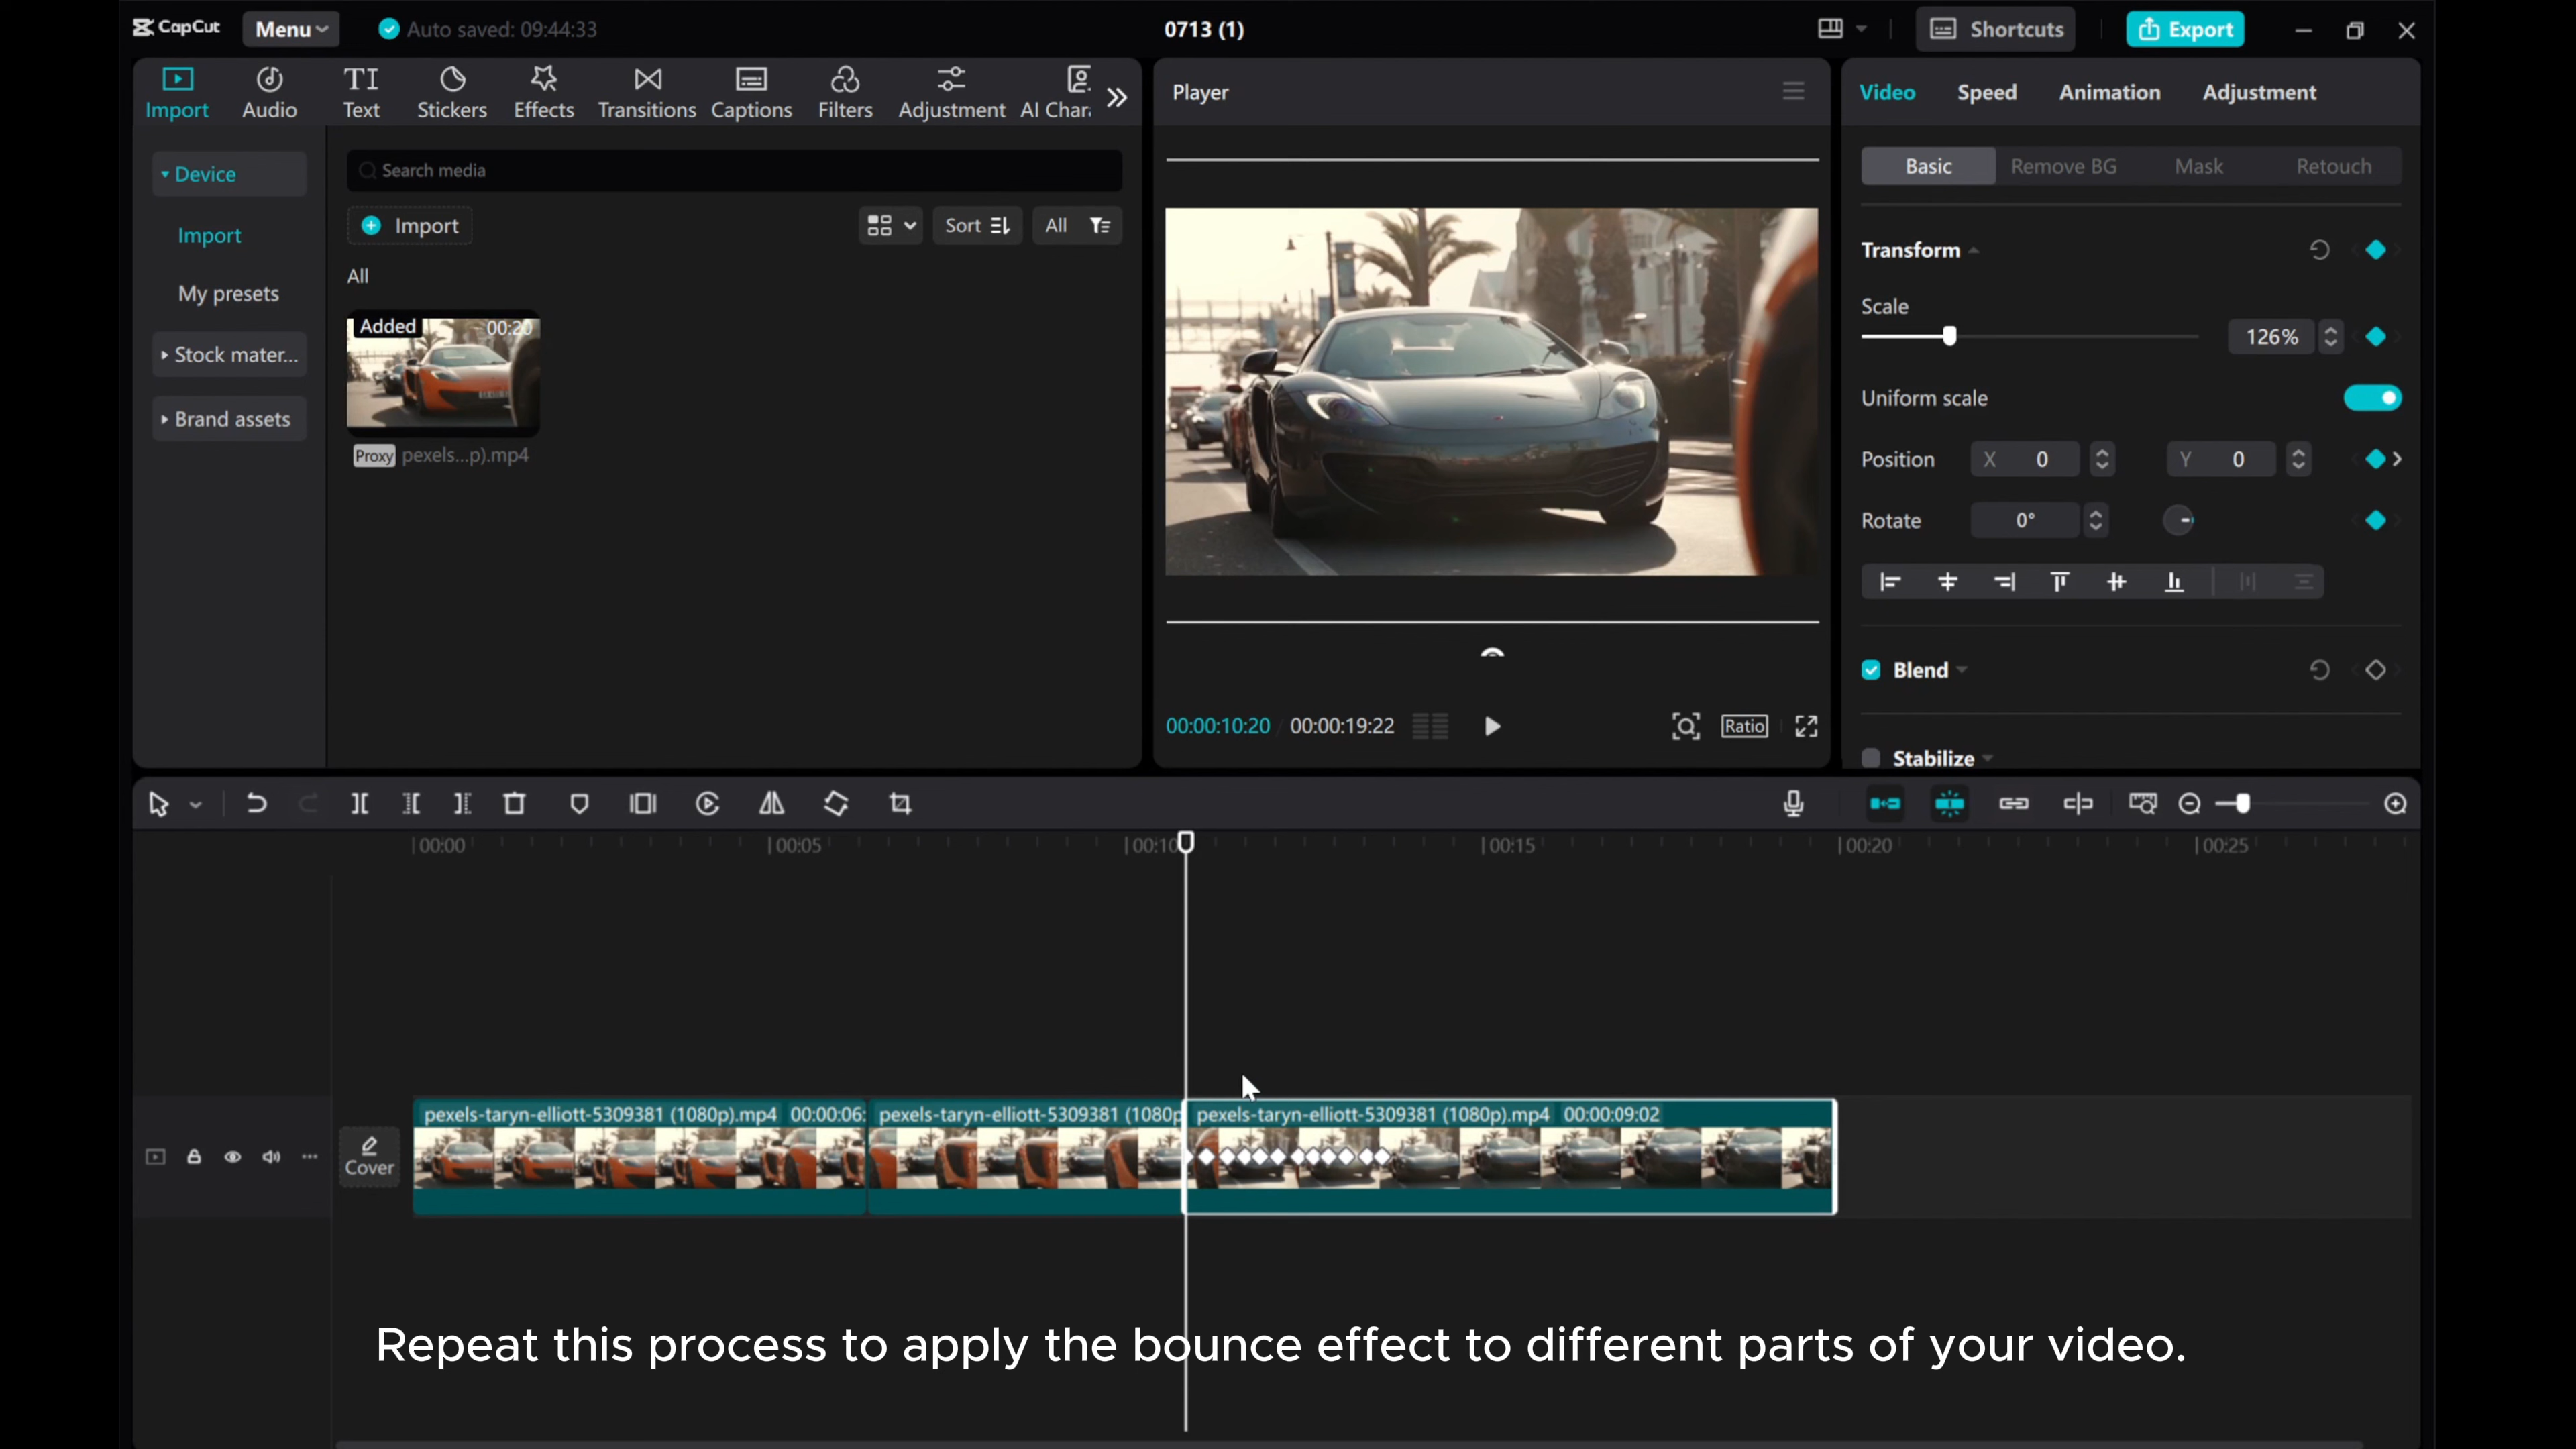 CapCut Menu Auto saved: 09:44:33 0713 (1) Shortcuts Export
Import Audio Text Stickers Effects Transitions Captions Filters Adjustment AI Char
Device
Import
My presets
Stock mater...
Brand assets
Search media
Import Sort All
All
Added 00:20
Proxy pexels...p).mp4
Player
00:00:10:20 / 00:00:19:22 Ratio
Video Speed Animation Adjustment
Basic Remove BG Mask Retouch
Transform
Scale
126%
Uniform scale
Position X 0 Y 0
Rotate 0°
Blend
Stabilize
00:00 00:05 00:10 00:15 00:20 00:25
Cover
pexels-taryn-elliott-5309381 (1080p).mp4 00:00:06: pexels-taryn-elliott-5309381 (1080p pexels-taryn-elliott-5309381 (1080p).mp4 00:00:09:02
Repeat this process to apply the bounce effect to different parts of your video.